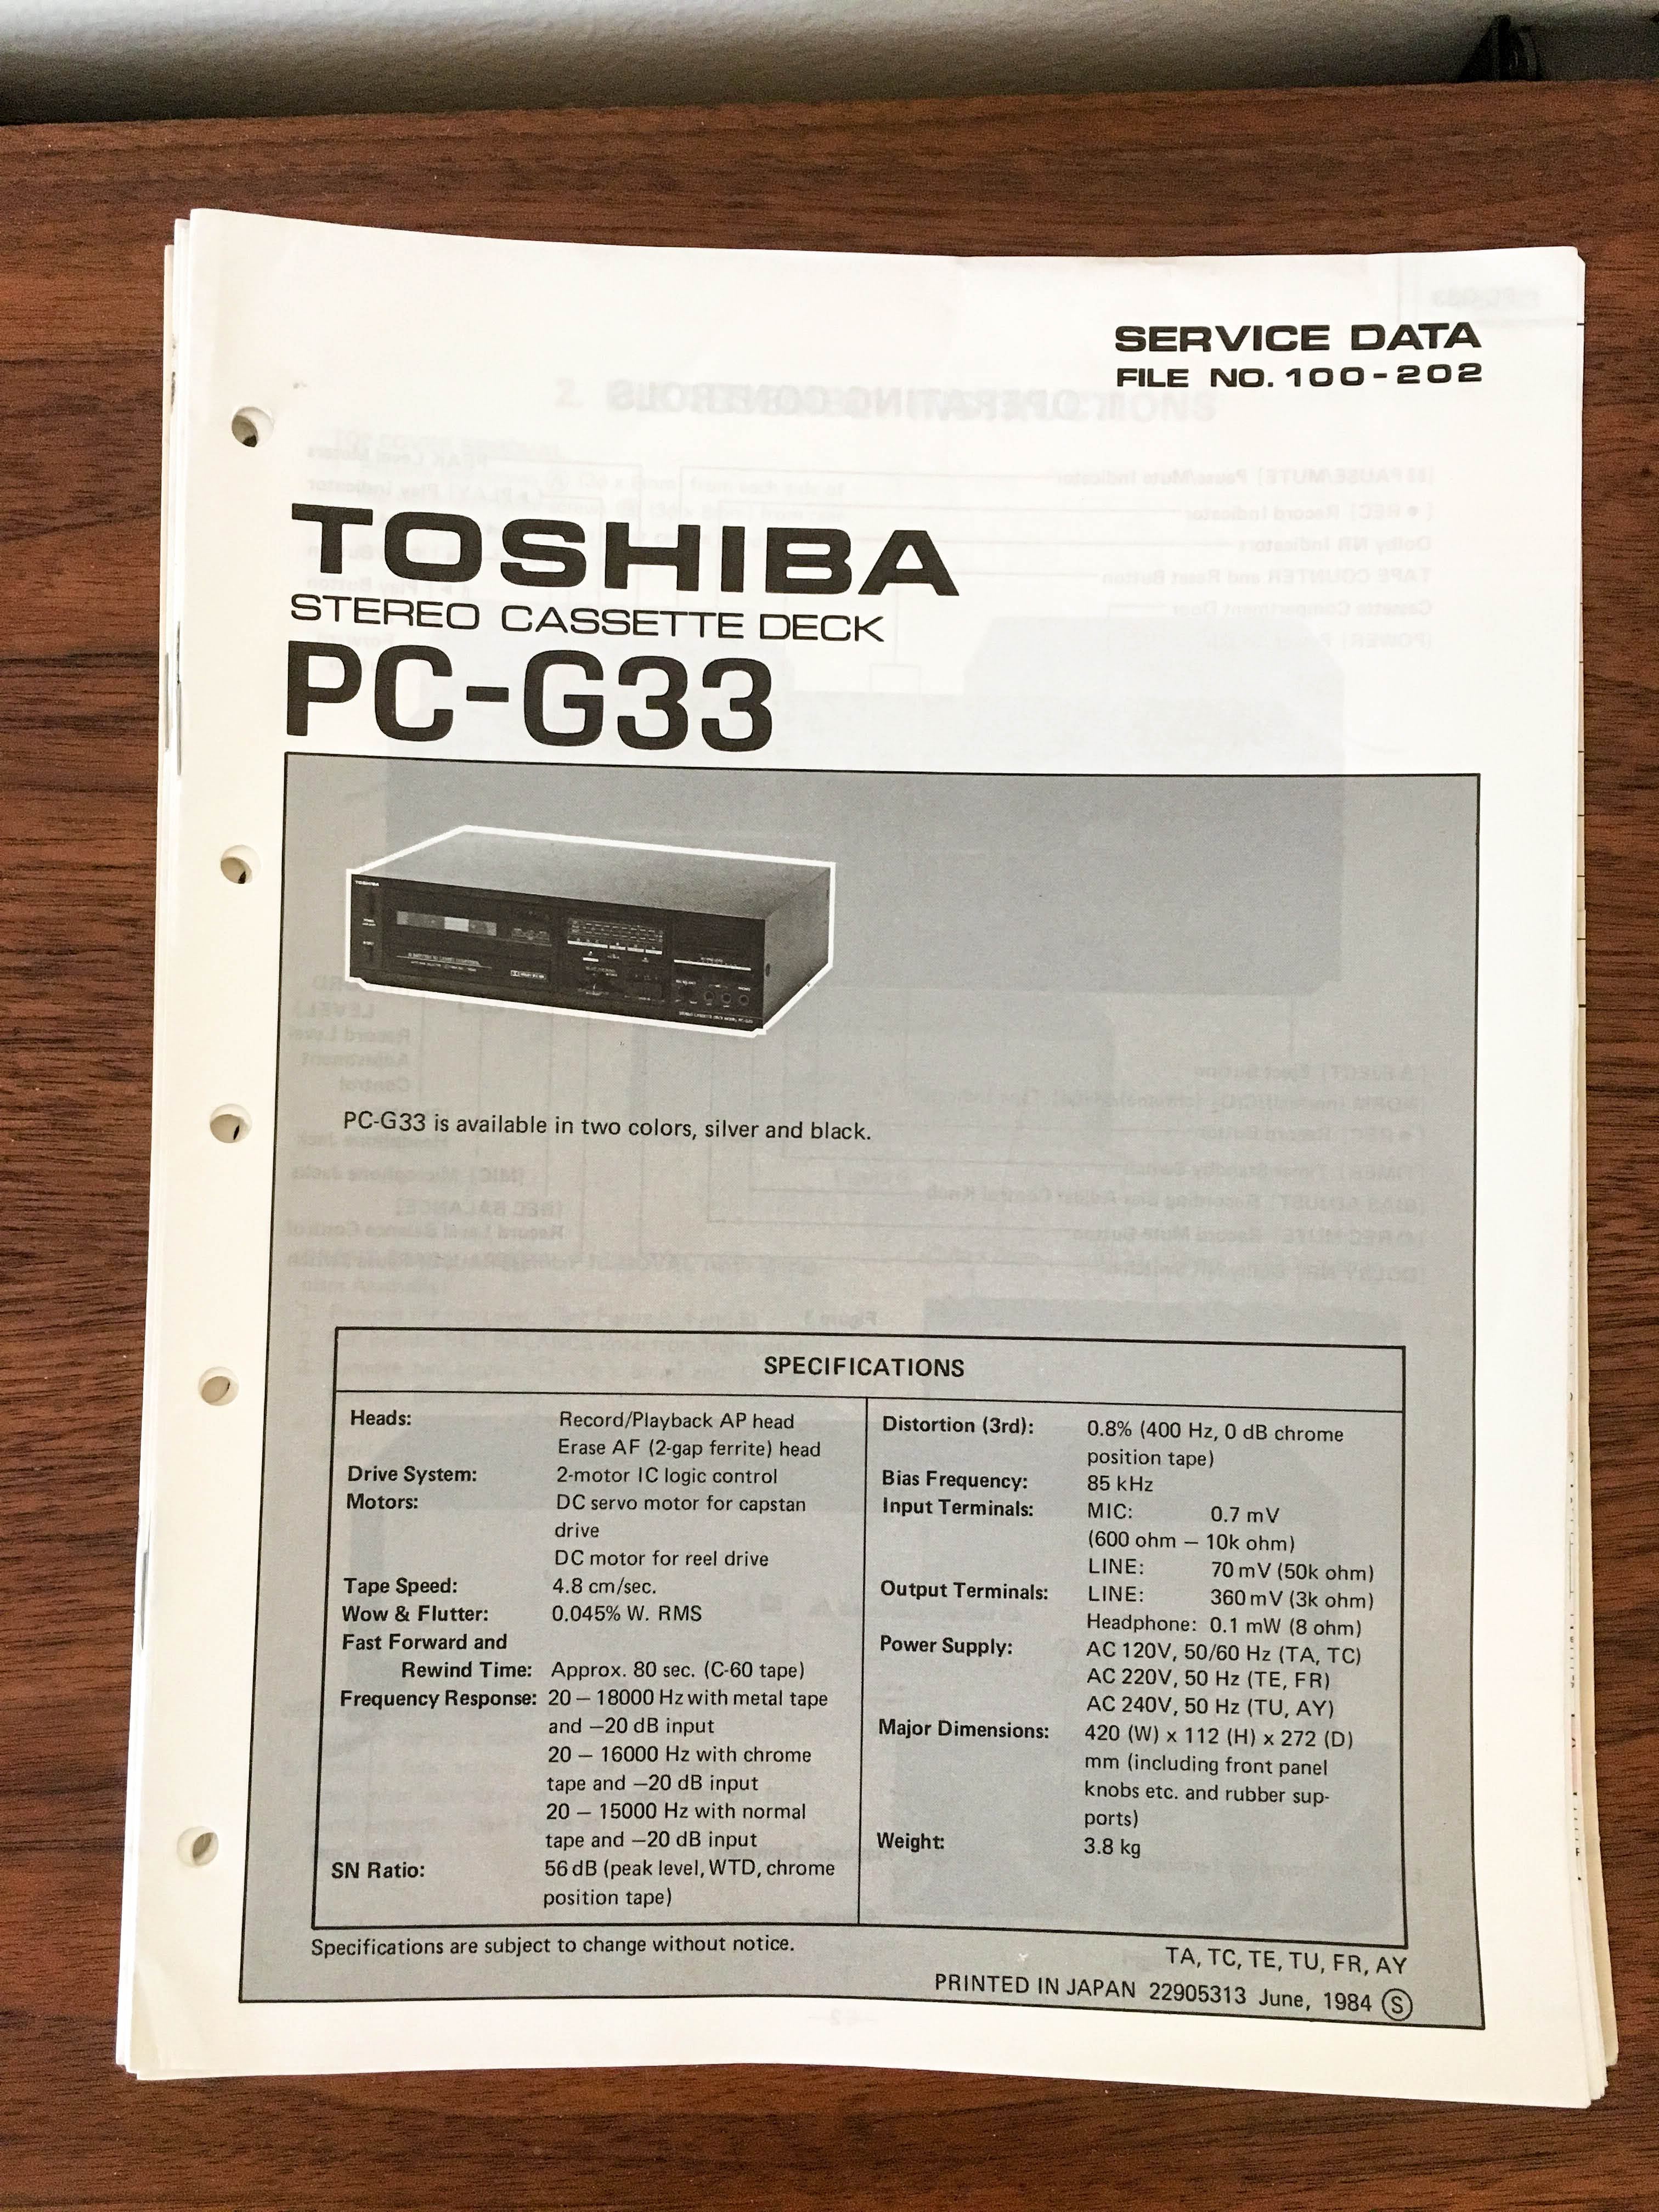 SERVICE DATA
FILE NO. 100-202
TOSHIBA
STEREO CASSETTE DECK
PC-G33
TOSHIBA
PC-G33 is available in two colors, silver and black.
SPECIFICATIONS
Heads: Record/Playback AP head
Erase AF (2-gap ferrite) head
Drive System: 2-motor IC logic control
Motors: DC servo motor for capstan
drive
DC motor for reel drive
Tape Speed: 4.8 cm/sec.
Wow & Flutter: 0.045% W. RMS
Fast Forward and
Rewind Time: Approx. 80 sec. (C-60 tape)
Frequency Response: 20 – 18000 Hz with metal tape
and −20 dB input
20 – 16000 Hz with chrome
tape and −20 dB input
20 – 15000 Hz with normal
tape and −20 dB input
SN Ratio: 56 dB (peak level, WTD, chrome
position tape)
Distortion (3rd): 0.8% (400 Hz, 0 dB chrome
position tape)
Bias Frequency: 85 kHz
Input Terminals: MIC: 0.7 mV
(600 ohm – 10k ohm)
LINE: 70 mV (50k ohm)
Output Terminals: LINE: 360 mV (3k ohm)
Headphone: 0.1 mW (8 ohm)
Power Supply: AC 120V, 50/60 Hz (TA, TC)
AC 220V, 50 Hz (TE, FR)
AC 240V, 50 Hz (TU, AY)
Major Dimensions: 420 (W) x 112 (H) x 272 (D)
mm (including front panel
knobs etc. and rubber sup-
ports)
Weight: 3.8 kg
Specifications are subject to change without notice.
TA, TC, TE, TU, FR, AY
PRINTED IN JAPAN 22905313 June, 1984 Ⓢ